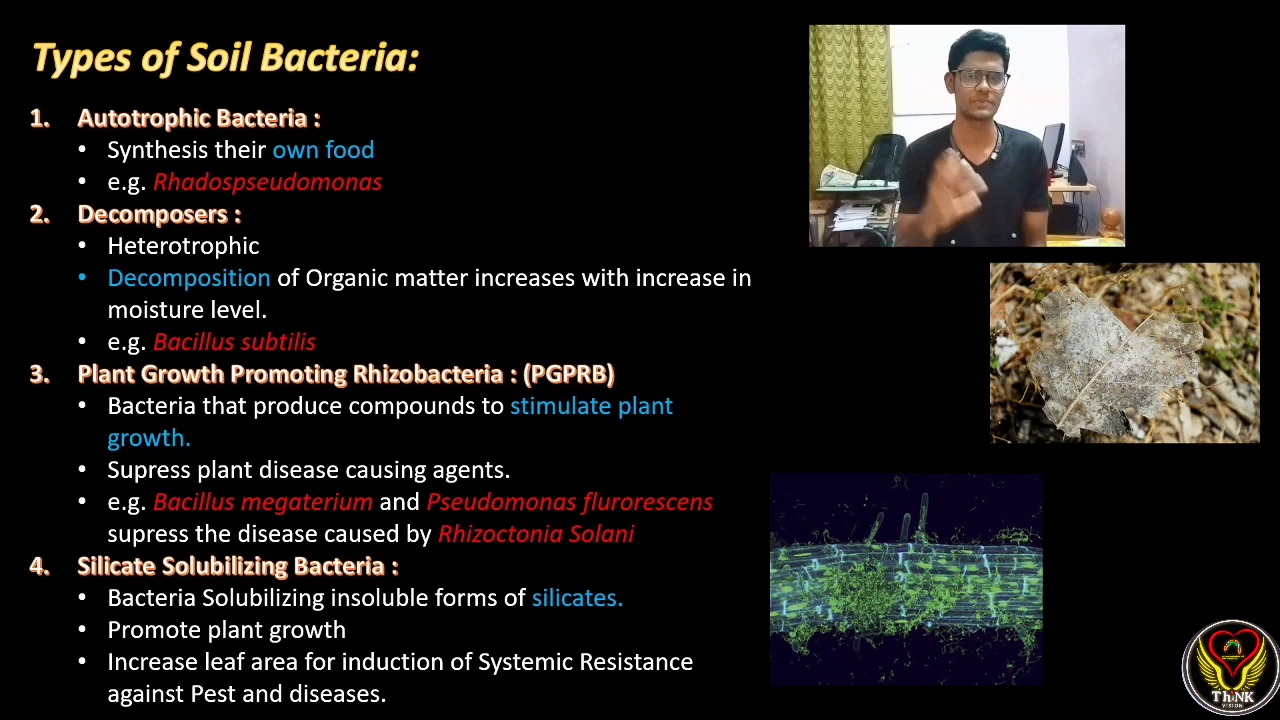 Types of Soil Bacteria:
1. Autotrophic Bacteria :
• Synthesis their own food
• e.g. Rhadospseudomonas
2. Decomposers :
• Heterotrophic
• Decomposition of Organic matter increases with increase in
moisture level.
• e.g. Bacillus subtilis
3. Plant Growth Promoting Rhizobacteria : (PGPRB)
• Bacteria that produce compounds to stimulate plant
growth.
• Supress plant disease causing agents.
• e.g. Bacillus megaterium and Pseudomonas flurorescens
supress the disease caused by Rhizoctonia Solani
4. Silicate Solubilizing Bacteria :
• Bacteria Solubilizing insoluble forms of silicates.
• Promote plant growth
• Increase leaf area for induction of Systemic Resistance
against Pest and diseases.
ThiNK
VISION